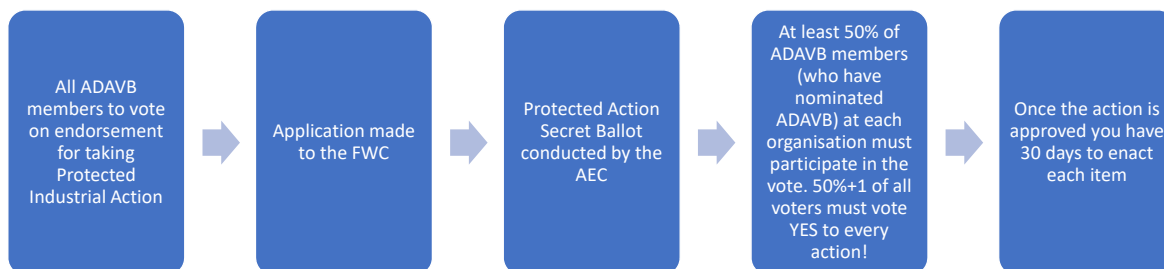 All ADAVB
members to vote
on endorsement
for taking
Protected
Industrial Action
Application made
to the FWC
Protected Action
Secret Ballot
conducted by the
AEC
At least 50% of
ADAVB members
(who have
nominated
ADAVB) at each
organisation must
participate in the
vote. 50%+1 of all
voters must vote
YES to every
action!
Once the action is
approved you have
30 days to enact
each item